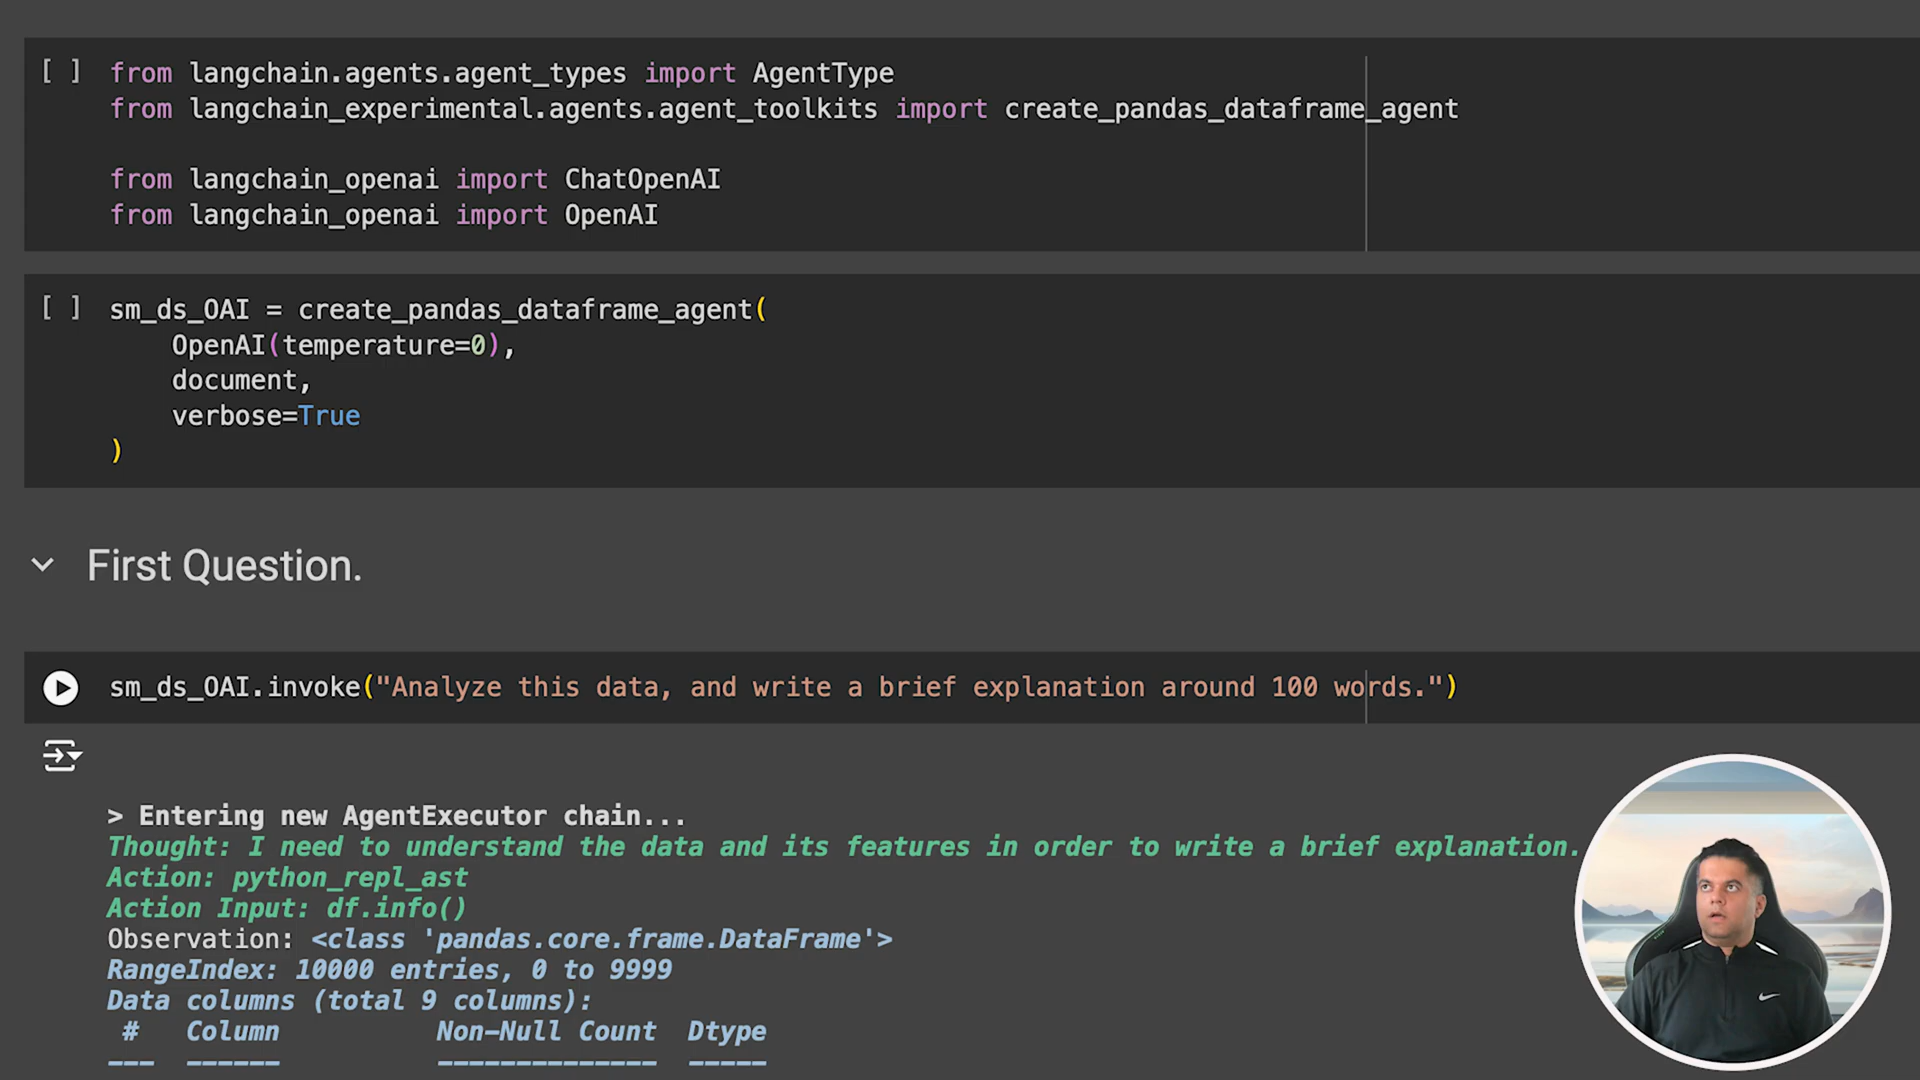 [ ] from langchain.agents.agent_types import AgentType
from langchain_experimental.agents.agent_toolkits import create_pandas_dataframe_agent
from langchain_openai import ChatOpenAI
from langchain_openai import OpenAI
[ ] sm_ds_OAI = create_pandas_dataframe_agent(
OpenAI(temperature=0),
document,
verbose=True
)
First Question.
sm_ds_OAI.invoke("Analyze this data, and write a brief explanation around 100 words.")
> Entering new AgentExecutor chain...
Thought: I need to understand the data and its features in order to write a brief explanation.
Action: python_repl_ast
Action Input: df.info()
Observation: <class 'pandas.core.frame.DataFrame'>
RangeIndex: 10000 entries, 0 to 9999
Data columns (total 9 columns):
# Column Non-Null Count Dtype
--- ------ -------------- -----